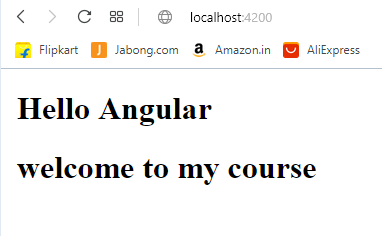 localhost:4200
Flipkart Jabong.com Amazon.in AliExpress
Hello Angular
welcome to my course